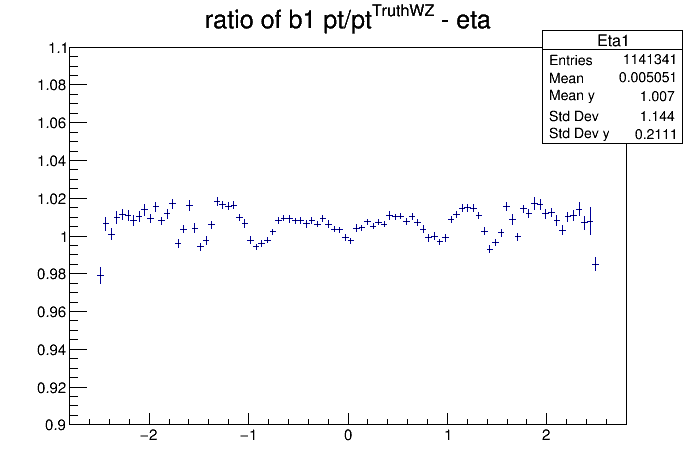 ratio of b1 pt/pt^TruthWZ - eta
Eta1
Entries 1141341
Mean 0.005051
Mean y 1.007
Std Dev 1.144
Std Dev y 0.2111
1.1
1.08
1.06
1.04
1.02
1
0.98
0.96
0.94
0.92
0.9
−2 −1 0 1 2